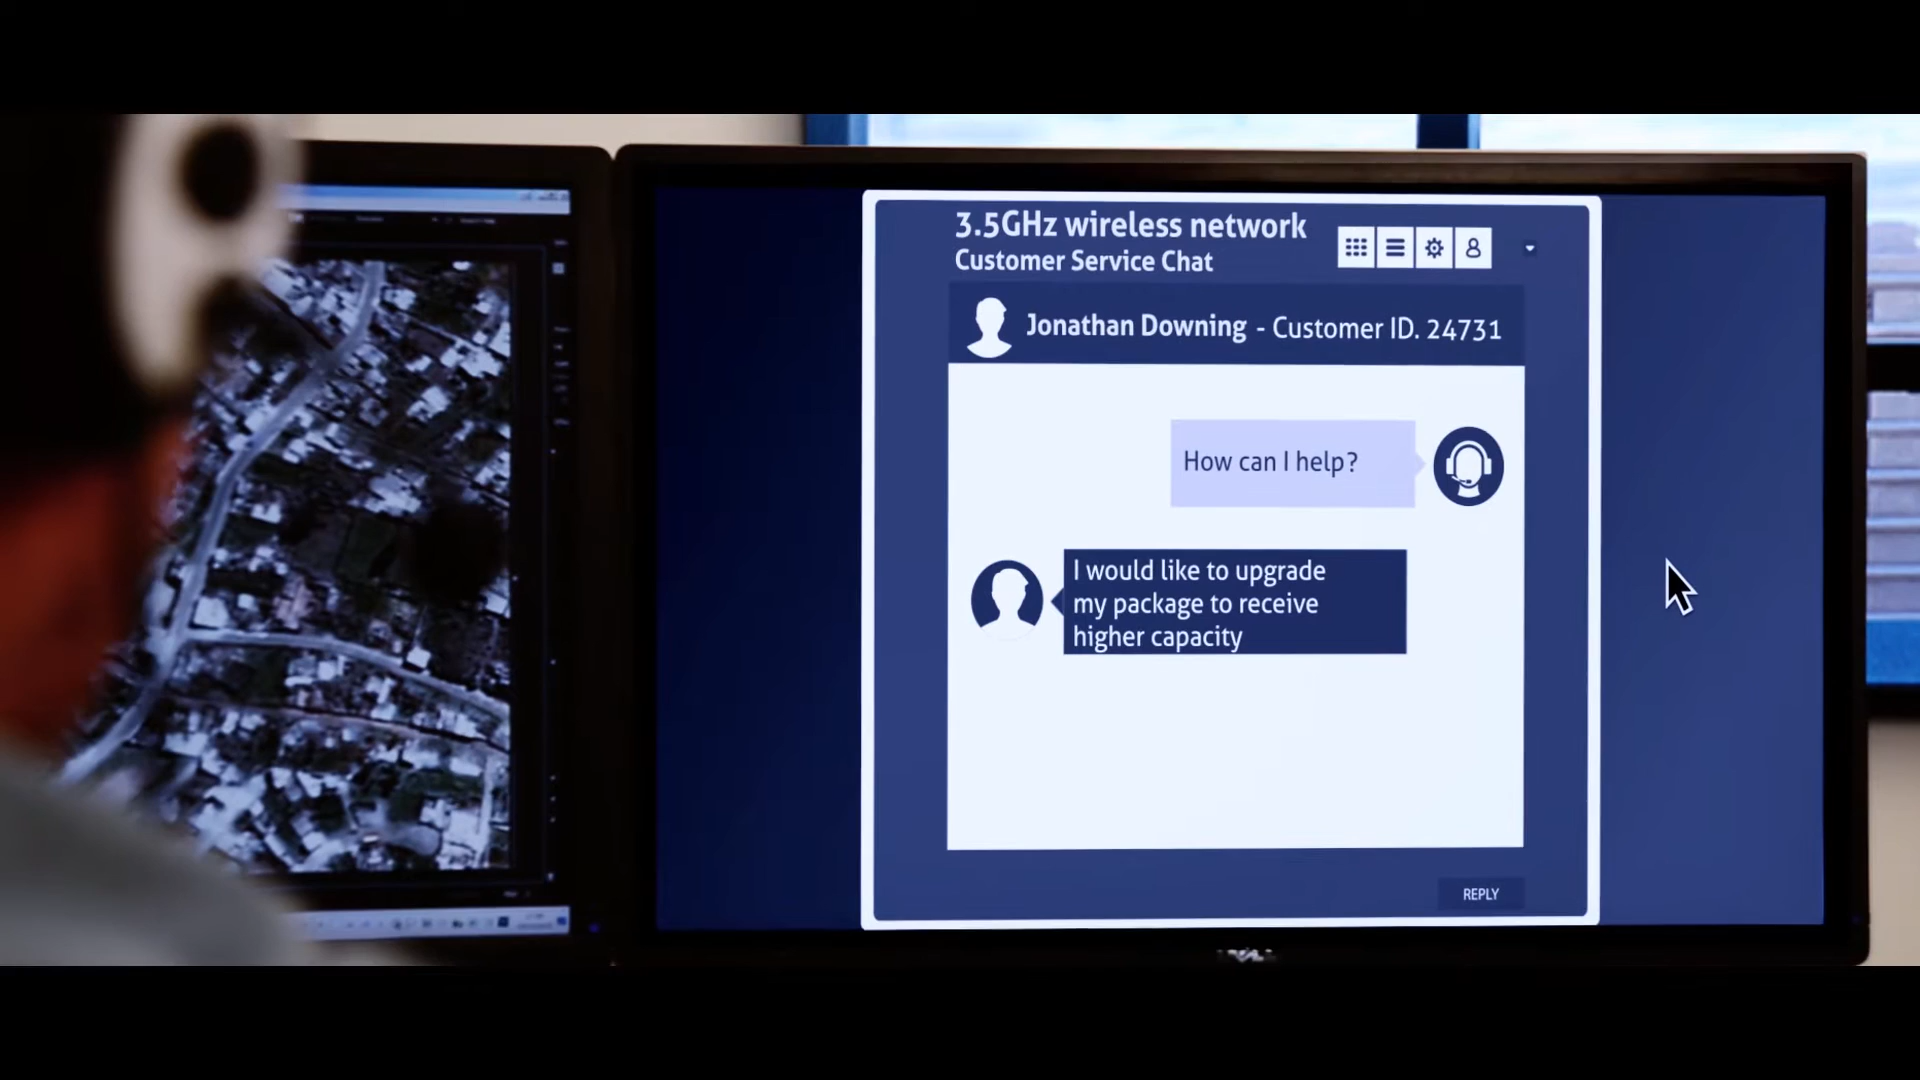 3.5GHz wireless network
Customer Service Chat
Jonathan Downing - Customer ID. 24731
How can I help?
I would like to upgrade
my package to receive
higher capacity
REPLY